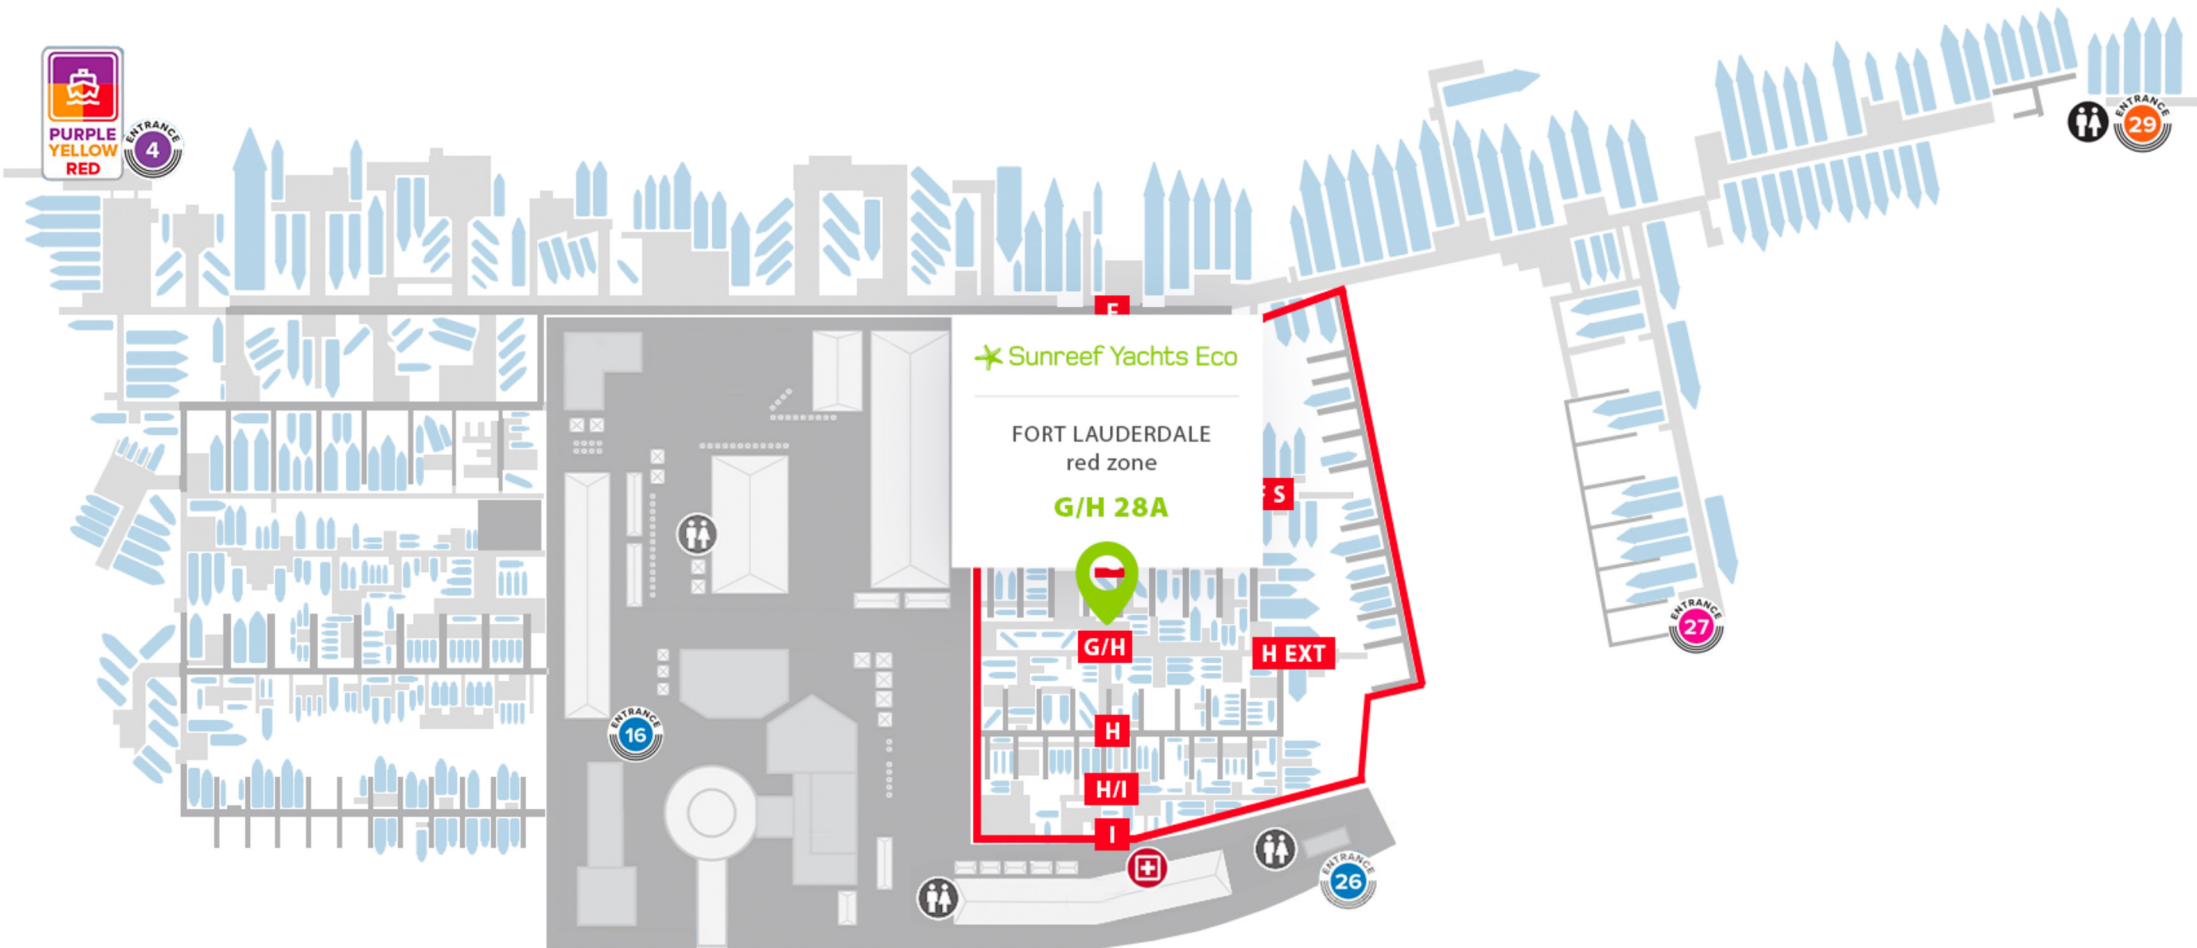 PURPLE
YELLOW
RED
ENTRANCE
4
ENTRANCE
29
Sunreef Yachts Eco
FORT LAUDERDALE
red zone
G/H 28A
S
G/H
H EXT
ENTRANCE
27
ENTRANCE
16
H
H/I
I
ENTRANCE
26